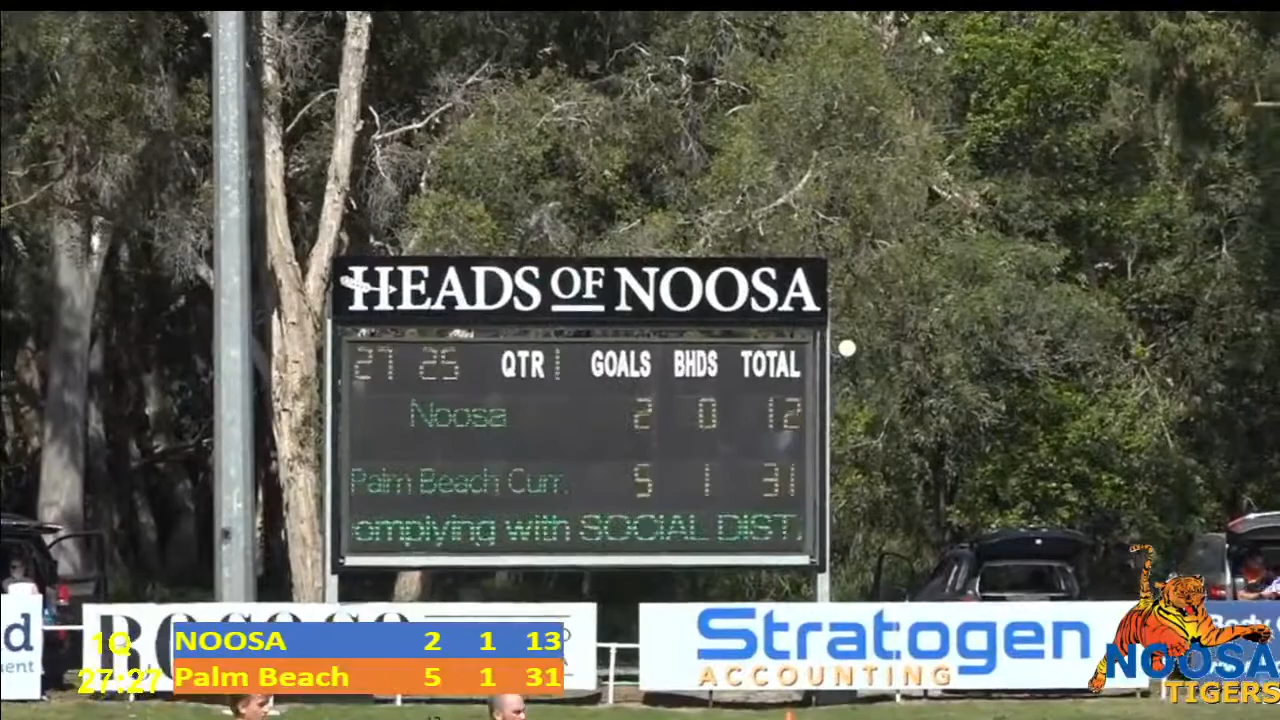 HEADS OF NOOSA
27 25 QTR 1 GOALS BHDS TOTAL
Noosa 2 0 12
Palm Beach Curr. 5 1 31
omplying with SOCIAL DIST.
d
ment
Stratogen
ACCOUNTING
Body
1Q NOOSA 2 1 13
27:27 Palm Beach 5 1 31
NOOSA
TIGERS